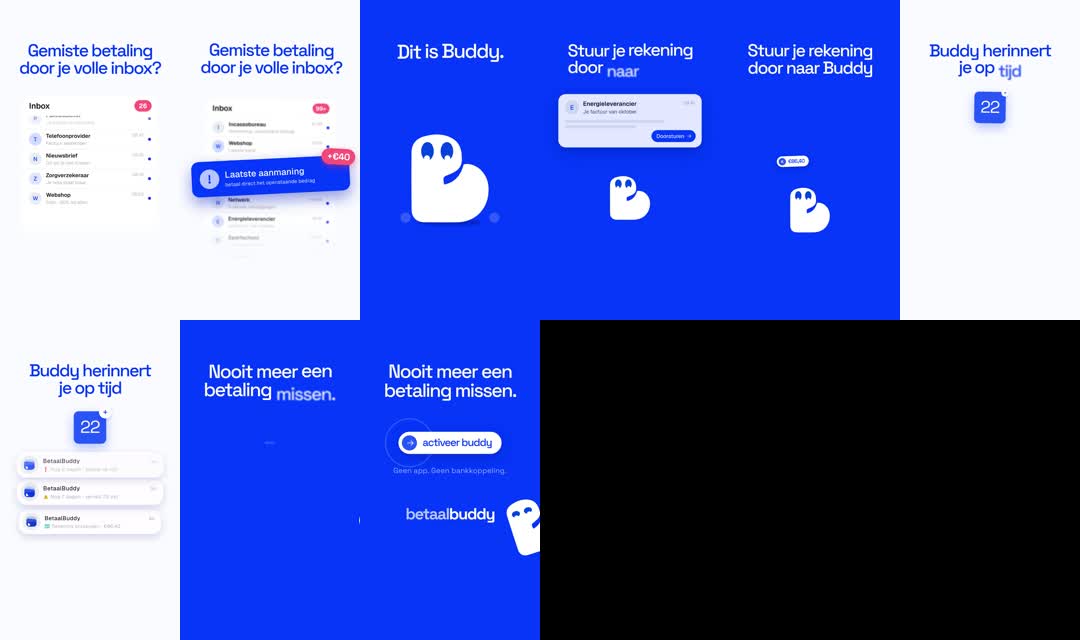 Gemiste betaling
door je volle inbox?
Inbox
26
T
Telefoonprovider
N
Nieuwsbrief
Z
Zorgverzekeraar
W
Webshop
Gemiste betaling
door je volle inbox?
Inbox
99+
I
Incassobureau
W
Webshop
+€40
!
Laatste aanmaning
betaal direct het openstaande bedrag
N
Netwerk
E
Energieleverancier
Dit is Buddy.
Stuur je rekening
door naar
E
Energieleverancier
Je factuur van oktober
Doorsturen →
Stuur je rekening
door naar Buddy
€86,40
Buddy herinnert
je op tijd
22
Buddy herinnert
je op tijd
22
+
BetaalBuddy
BetaalBuddy
BetaalBuddy
Nooit meer een
betaling missen.
Nooit meer een
betaling missen.
→ activeer buddy
Geen app. Geen bankkoppeling.
betaalbuddy